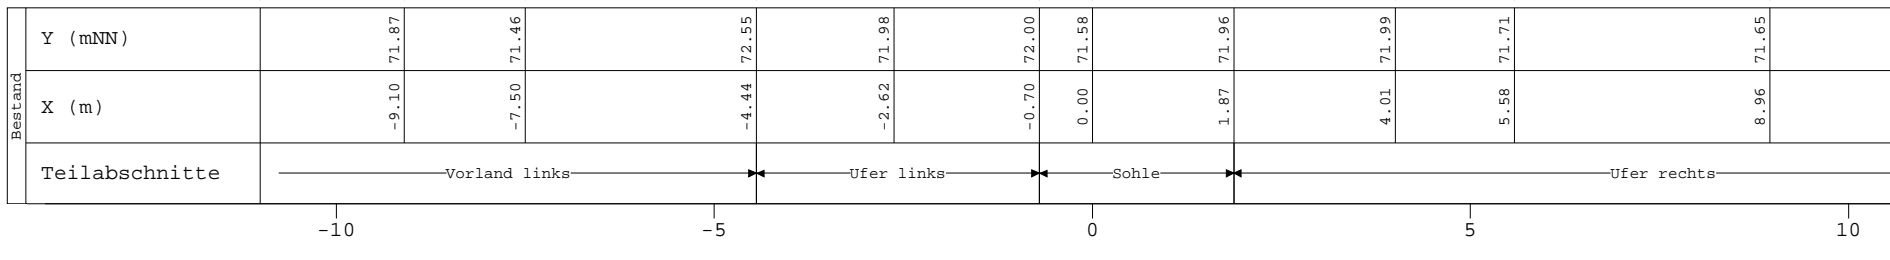 Bestand
Y (mNN) 71.87 71.46 72.55 71.98 72.00 71.58 71.96 71.99 71.71 71.65
X (m) -9.10 -7.50 -4.44 -2.62 -0.70 0.00 1.87 4.01 5.58 8.96
Teilabschnitte Vorland links Ufer links Sohle Ufer rechts
-10 -5 0 5 10